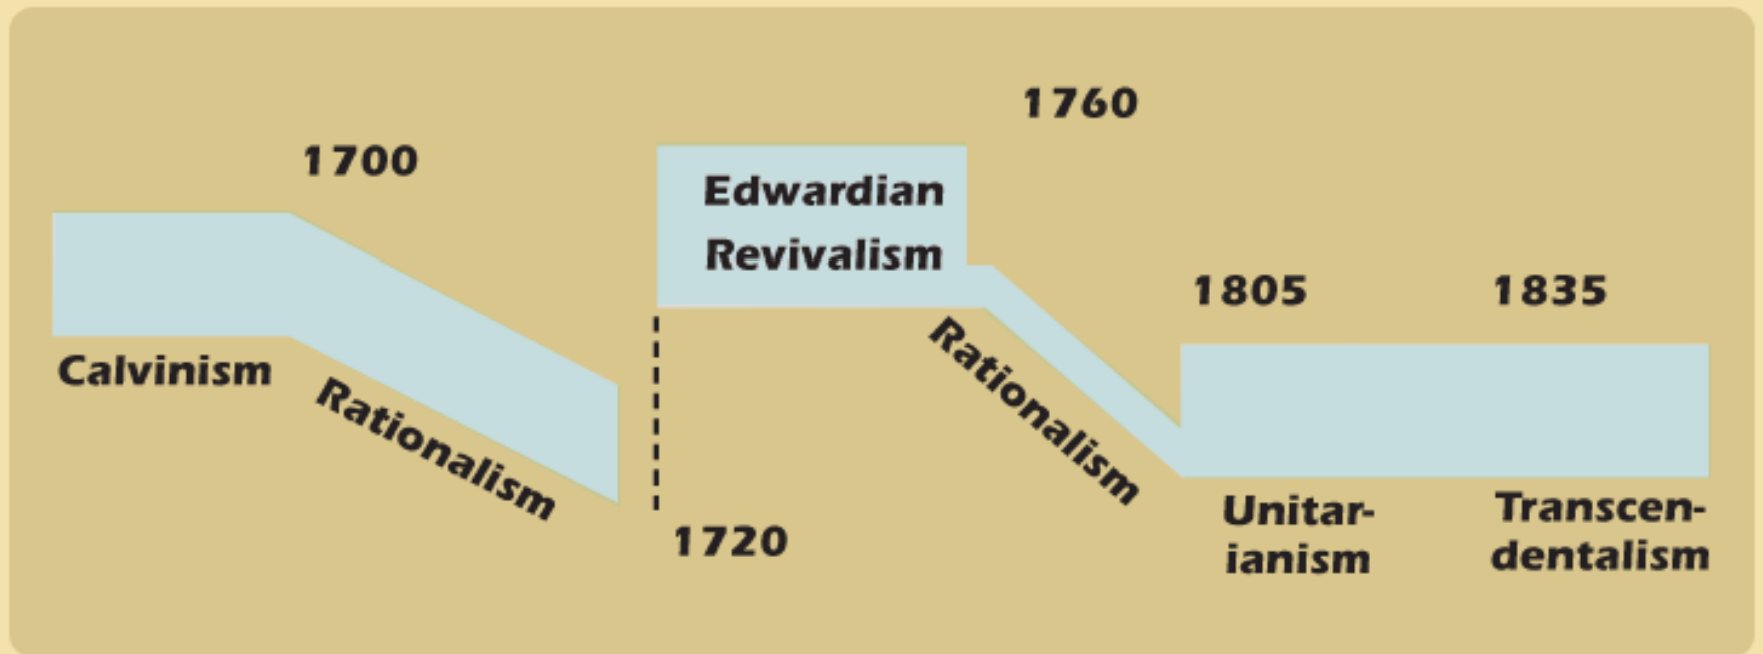 1700
Calvinism
Rationalism
1720
Edwardian
Revivalism
1760
Rationalism
1805
Unitar-
ianism
1835
Transcen-
dentalism